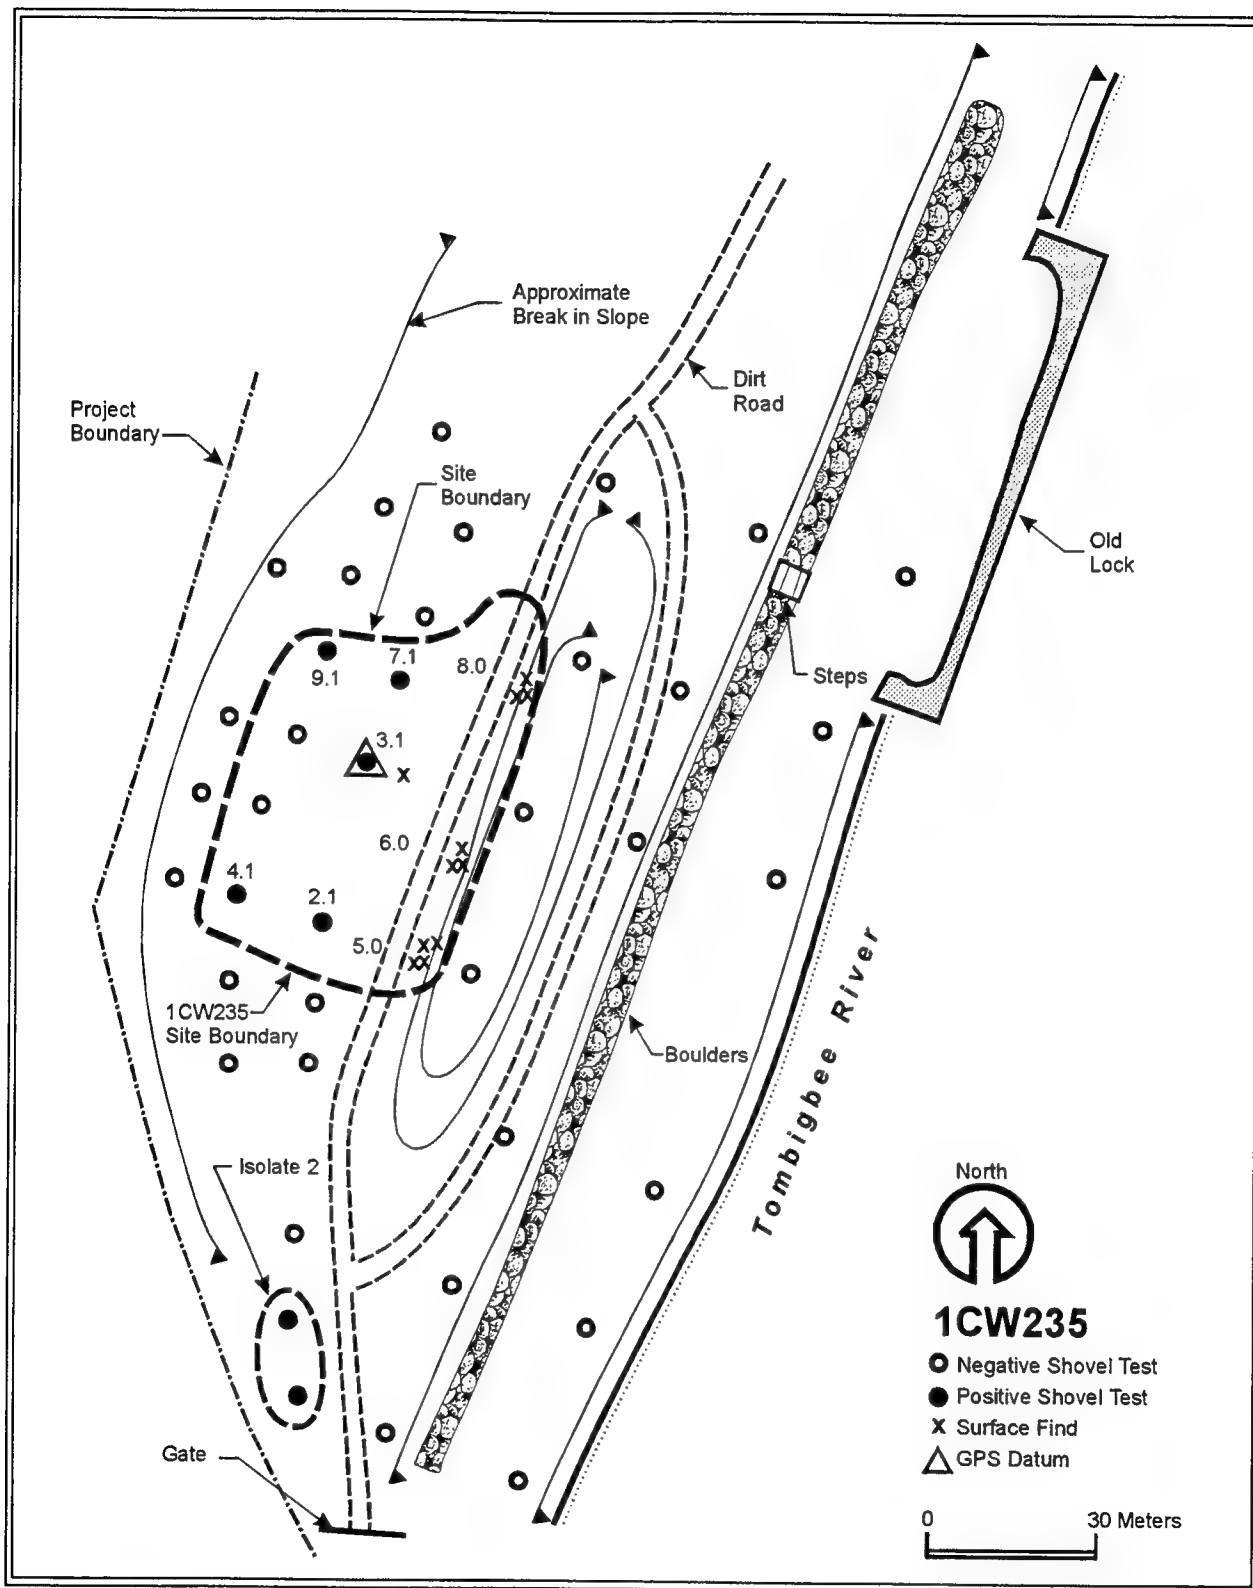 Approximate
Break in Slope
Dirt
Road
Project
Boundary
Site
Boundary
Old
Lock
7.1
8.0
9.1
Steps
3.1
6.0
4.1
2.1
5.0
1CW235
Site Boundary
Boulders
Tombigbee River
Isolate 2
North
1CW235
Negative Shovel Test
Positive Shovel Test
x Surface Find
GPS Datum
Gate
0 30 Meters